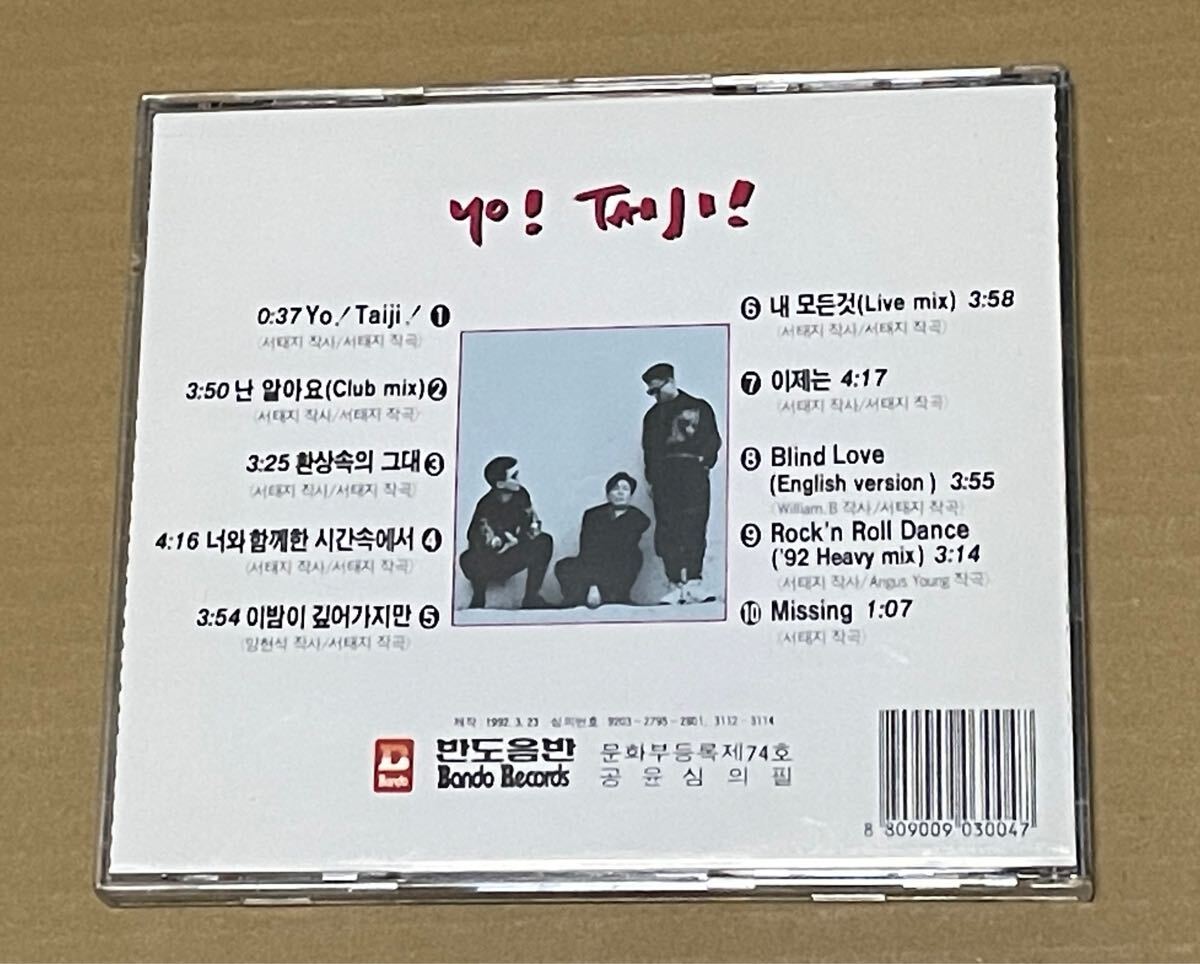 yo! TAIJI!
0:37 Yo! Taiji! ❶
(서태지 작사/서태지 작곡)
3:50 난 알아요(Club mix)❷
(서태지 작사/서태지 작곡)
3:25 환상속의 그대❸
(서태지 작사/서태지 작곡)
4:16 너와 함께한 시간속에서 ❹
(서태지 작사/서태지 작곡)
3:54 이밤이 깊어가지만 ❺
(양현석 작사/서태지 작곡)
❻ 내 모든것(Live mix) 3:58
(서태지 작사/서태지 작곡)
❼ 이제는 4:17
(서태지 작사/서태지 작곡)
❽ Blind Love
(English version) 3:55
(William. B 작사/서태지 작곡)
❾ Rock'n Roll Dance
('92 Heavy mix) 3:14
(서태지 작사/Angus Young 작곡)
❿ Missing 1:07
(서태지 작곡)
제작 1992. 3. 23 심의번호 9203-2795-2801, 3112-3114
B
Bando
반도음반 문화부등록제74호
Bando Records 공윤심의필
8 809009 030047